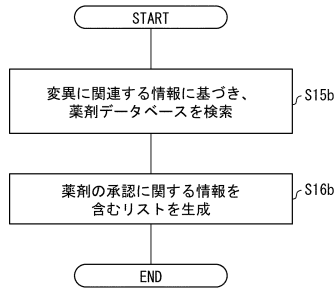 START
変異に関連する情報に基づき、
薬剤データベースを検索
S15b
薬剤の承認に関する情報を
含むリストを生成
S16b
END